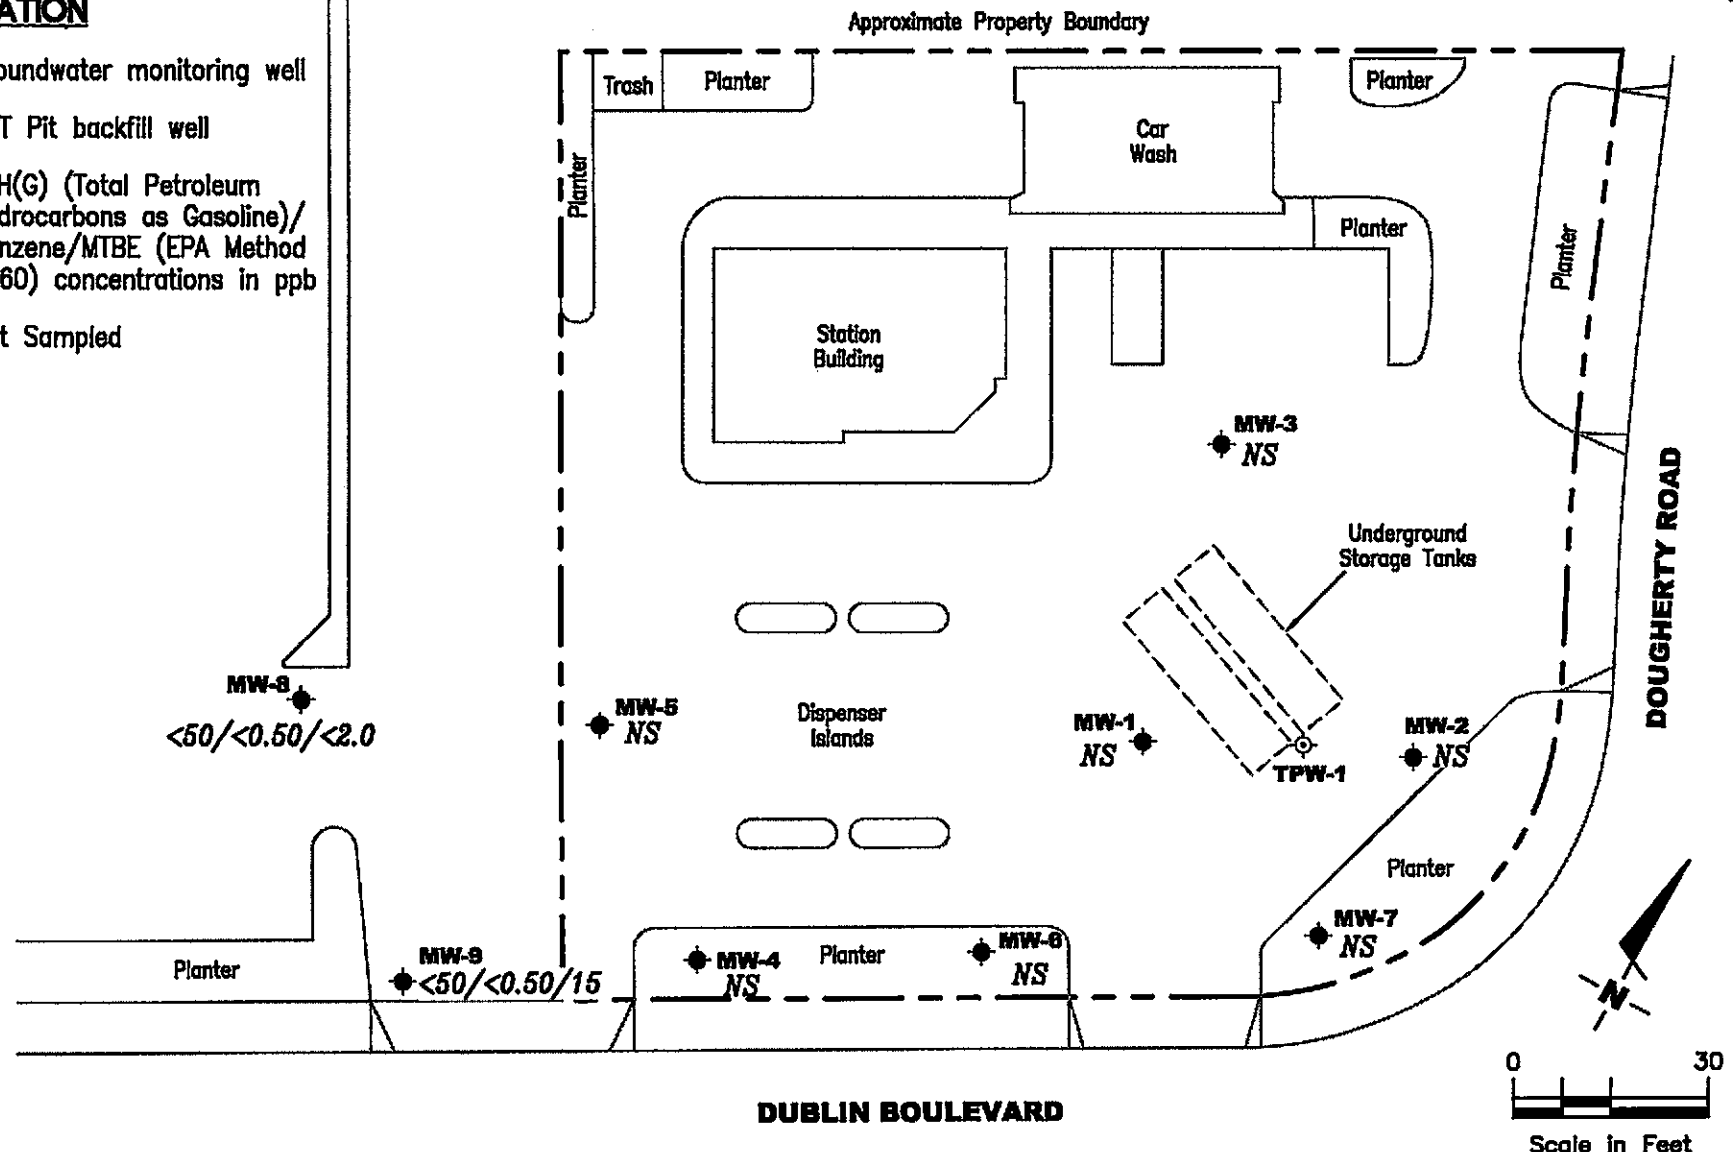 ATION
oundwater monitoring well
T Pit backfill well
H(G) (Total Petroleum
drocarbons as Gasoline)/
nzene/MTBE (EPA Method
60) concentrations in ppb
t Sampled
Approximate Property Boundary
Trash
Planter
Planter
Car
Wash
Planter
Planter
Planter
Station
Building
MW-3
NS
Underground
Storage Tanks
DOUGHERTY ROAD
MW-8
<50/<0.50/<2.0
MW-5
NS
Dispenser
Islands
MW-1
NS
TPW-1
MW-2
NS
Planter
MW-7
NS
Planter
MW-9
<50/<0.50/15
MW-4
NS
Planter
MW-6
NS
N
0 30
Scale in Feet
DUBLIN BOULEVARD